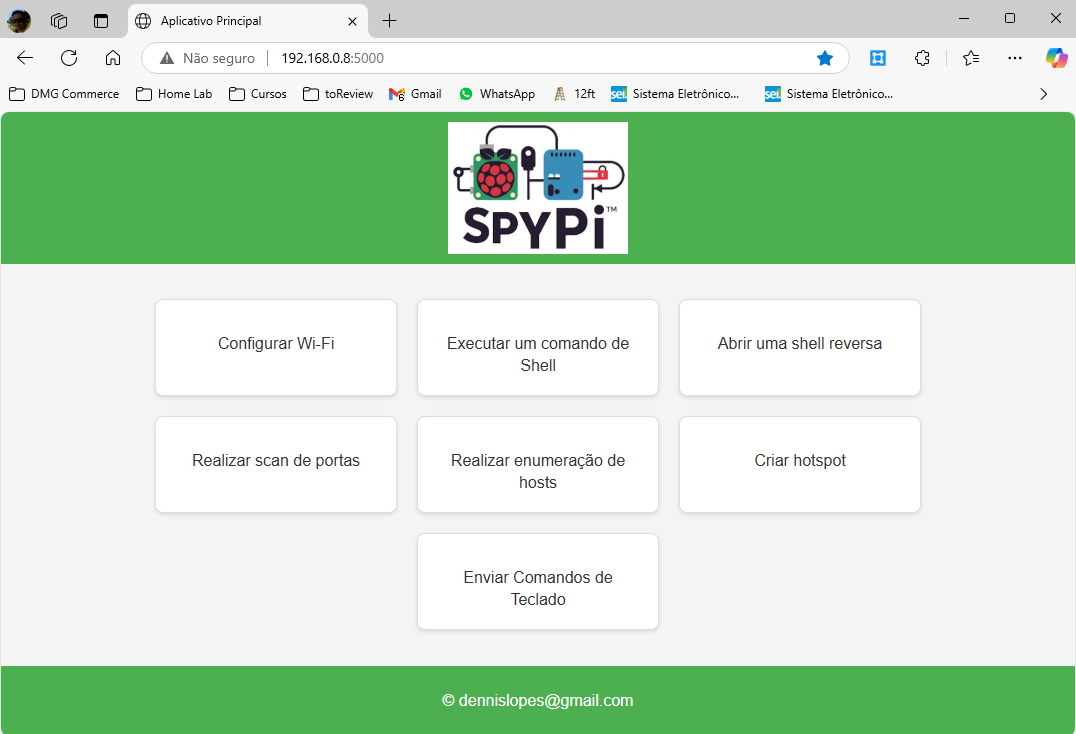 Aplicativo Principal
Não seguro
192.168.0.8:5000
DMG Commerce
Home Lab
Cursos
toReview
Gmail
WhatsApp
12ft
sei! Sistema Eletrônico...
sei! Sistema Eletrônico...
SPYPi™
Configurar Wi-Fi
Executar um comando de
Shell
Abrir uma shell reversa
Realizar scan de portas
Realizar enumeração de
hosts
Criar hotspot
Enviar Comandos de
Teclado
© dennislopes@gmail.com